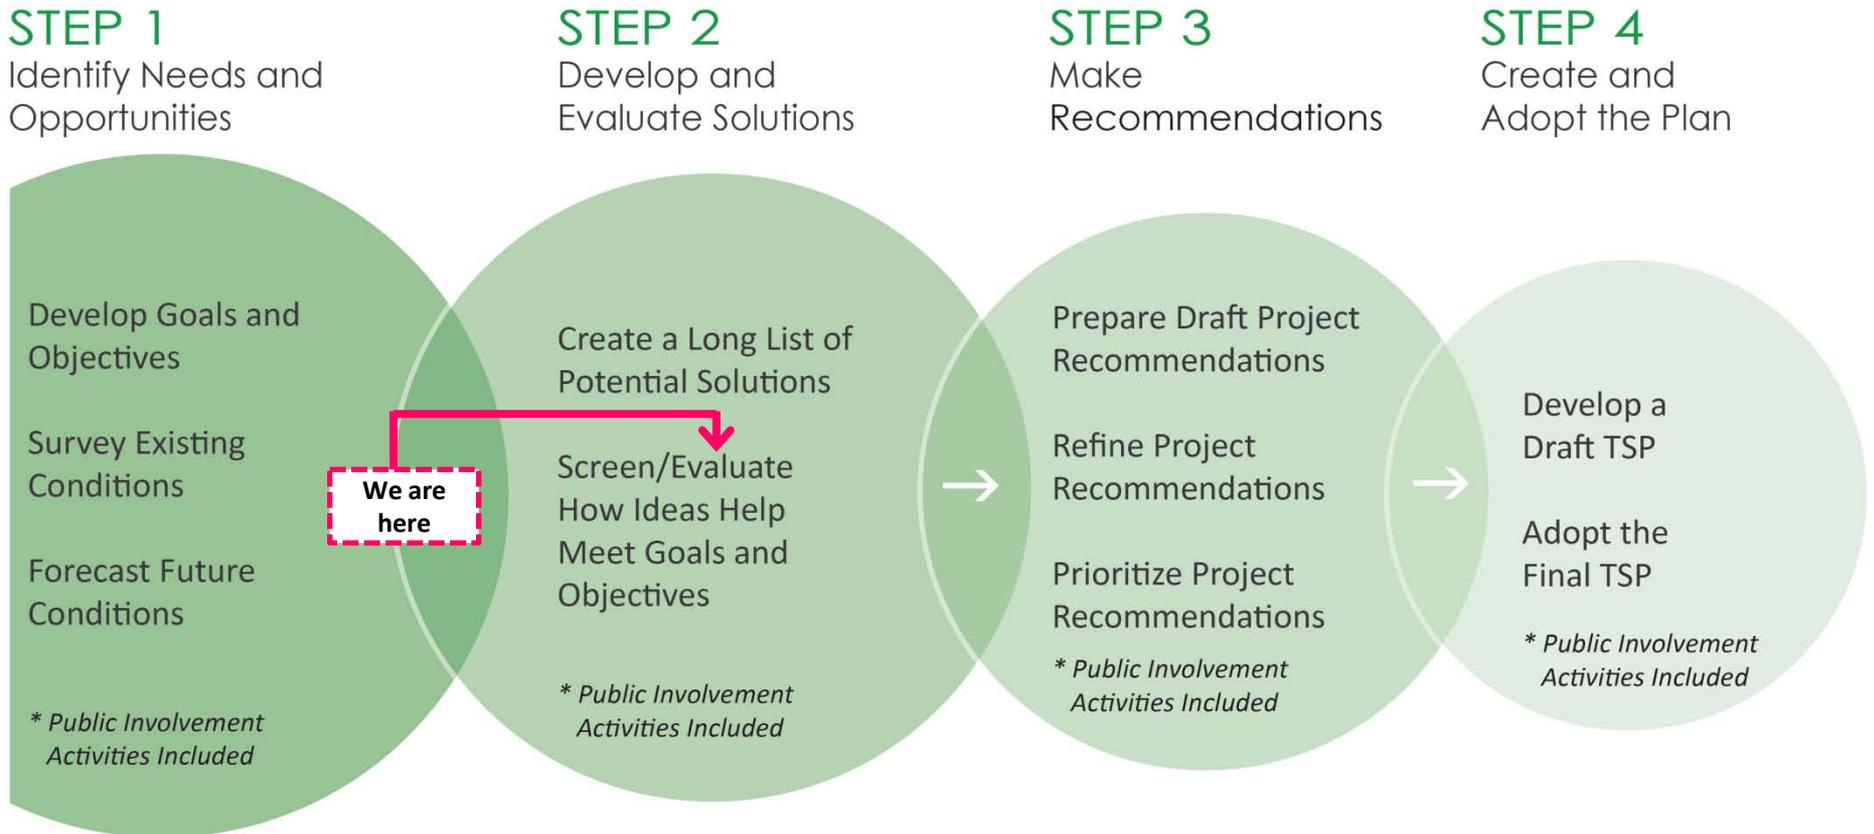 STEP 1
Identify Needs and
Opportunities
Develop Goals and
Objectives
Survey Existing
Conditions
Forecast Future
Conditions
* Public Involvement
Activities Included
We are
here
STEP 2
Develop and
Evaluate Solutions
Create a Long List of
Potential Solutions
Screen/Evaluate
How Ideas Help
Meet Goals and
Objectives
* Public Involvement
Activities Included
STEP 3
Make
Recommendations
Prepare Draft Project
Recommendations
Refine Project
Recommendations
Prioritize Project
Recommendations
* Public Involvement
Activities Included
STEP 4
Create and
Adopt the Plan
Develop a
Draft TSP
Adopt the
Final TSP
* Public Involvement
Activities Included